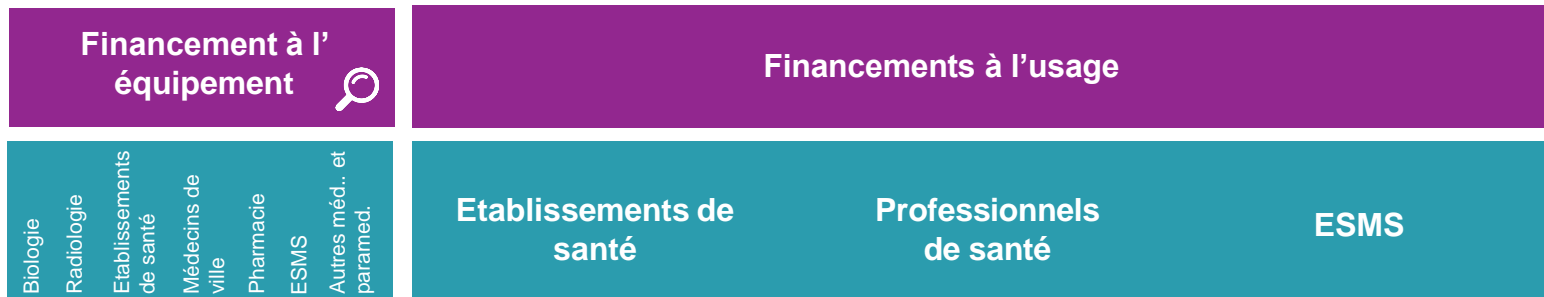 Financement à l’
équipement
Financements à l’usage
Biologie
Radiologie
Etablissements
de santé
Médecins de
ville
Pharmacie
ESMS
Autres méd.. et
paramed.
Etablissements de
santé
Professionnels
de santé
ESMS